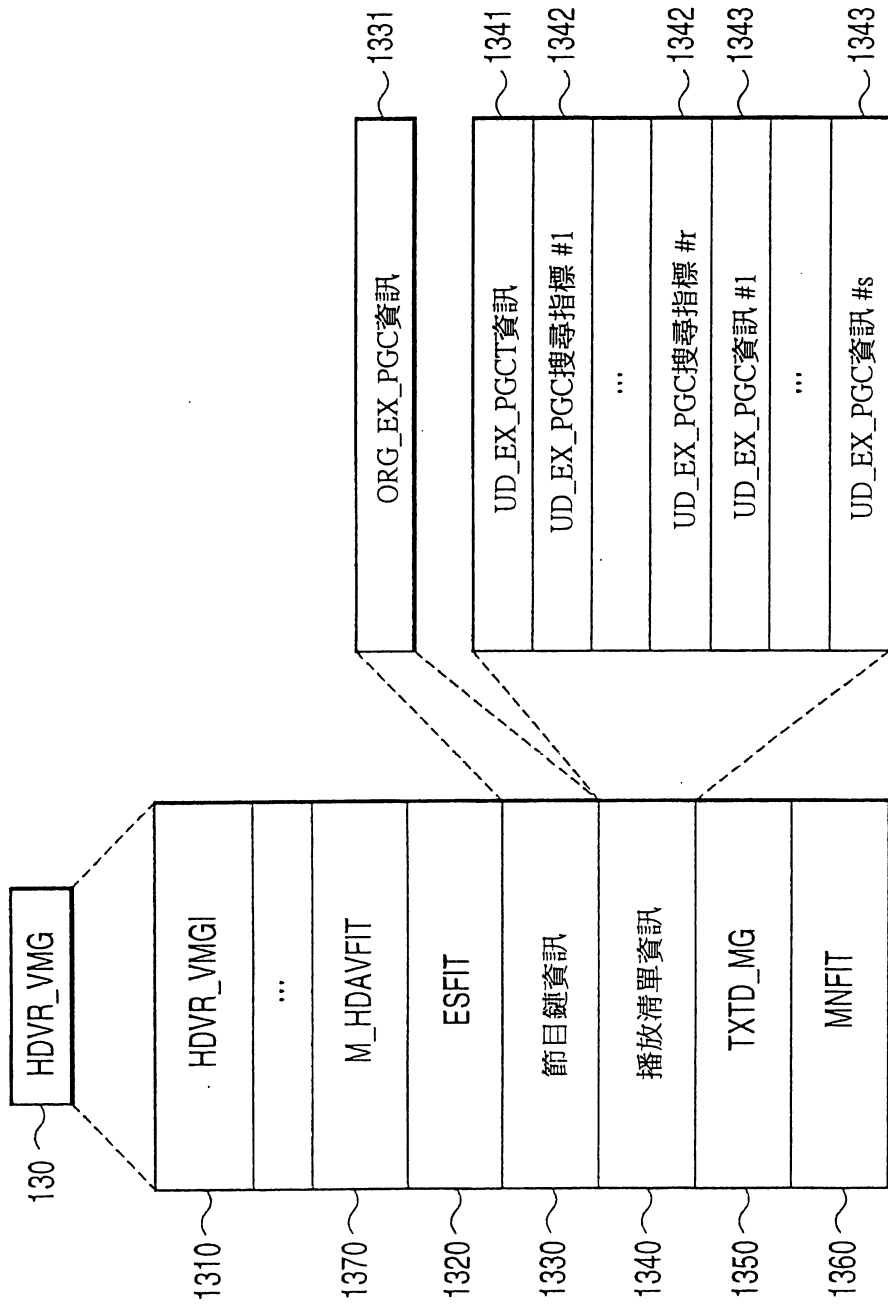 130
HDVR_VMG
1310
HDVR_VMGI
...
1370
M_HDAVFIT
1320
ESFIT
1330
節目鏈資訊
1340
播放清單資訊
1350
TXTD_MG
1360
MNFIT
ORG_EX_PGC資訊
1331
UD_EX_PGCT資訊
1341
UD_EX_PGC搜尋指標 #1
1342
...
UD_EX_PGC搜尋指標 #r
1342
UD_EX_PGC資訊 #1
1343
...
UD_EX_PGC資訊 #s
1343